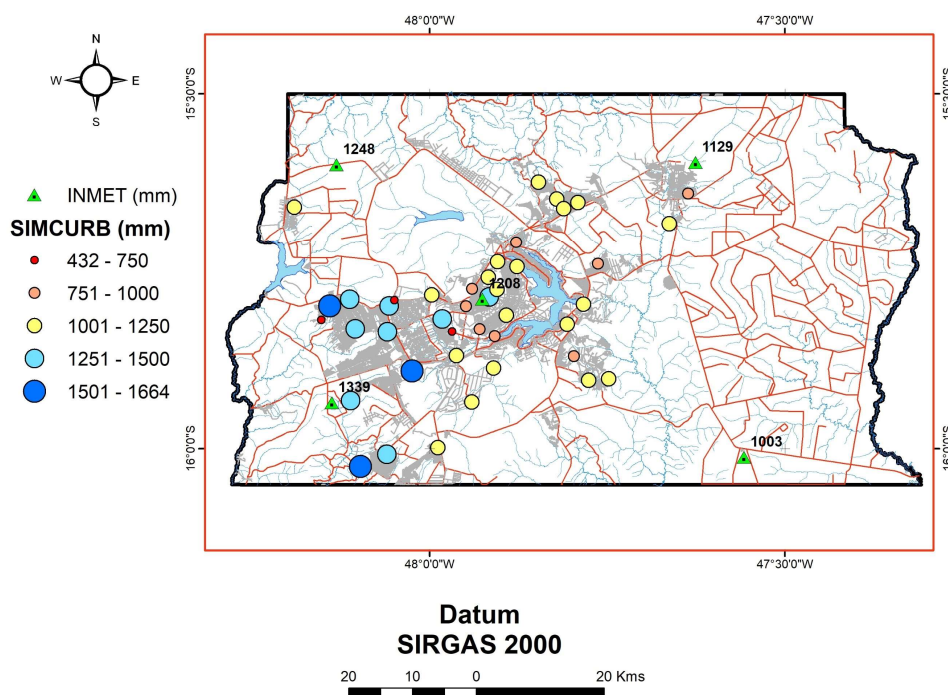 48°0'0"W 47°30'0"W
N
W E
S
15°30'0"S 15°30'0"S
1248 1129
INMET (mm)
SIMCURB (mm)
432 - 750
751 - 1000
1001 - 1250
1251 - 1500
1501 - 1664
1208
1339
1003
16°0'0"S 16°0'0"S
48°0'0"W 47°30'0"W
Datum
SIRGAS 2000
20 10 0 20 Kms